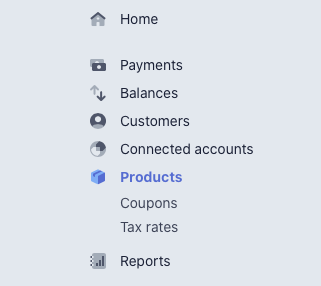 Home
Payments
Balances
Customers
Connected accounts
Products
Coupons
Tax rates
Reports